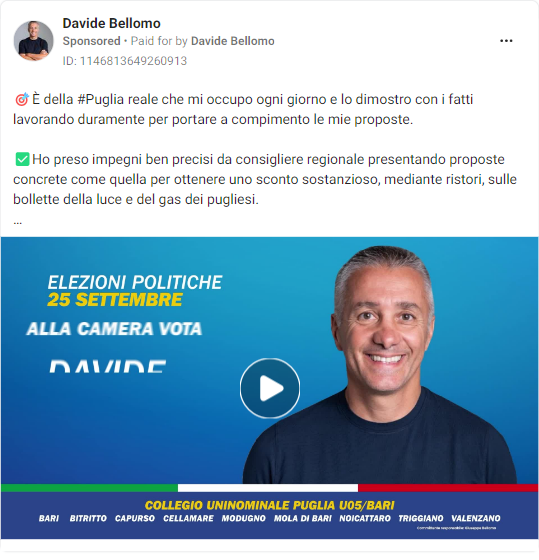 Davide Bellomo
Sponsored • Paid for by Davide Bellomo
ID: 1146813649260913
🎯 È della #Puglia reale che mi occupo ogni giorno e lo dimostro con i fatti
lavorando duramente per portare a compimento le mie proposte.
✅ Ho preso impegni ben precisi da consigliere regionale presentando proposte
concrete come quella per ottenere uno sconto sostanzioso, mediante ristori, sulle
bollette della luce e del gas dei pugliesi.
...
ELEZIONI POLITICHE
25 SETTEMBRE
ALLA CAMERA VOTA
DAVIDE
COLLEGIO UNINOMINALE PUGLIA U05/BARI
BARI BITRITTO CAPURSO CELLAMARE MODUGNO MOLA DI BARI NOICATTARO TRIGGIANO VALENZANO
Committente responsabile: Giuseppe Bellomo